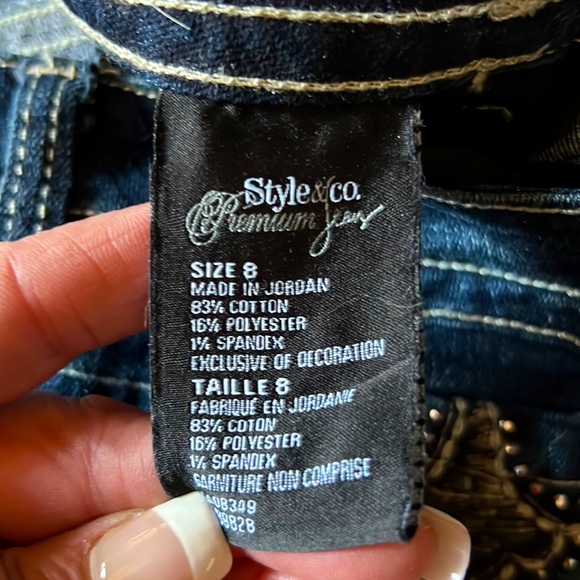 Style&co.
Premium Jeans
SIZE 8
MADE IN JORDAN
83% COTTON
16% POLYESTER
1% SPANDEX
EXCLUSIVE OF DECORATION
TAILLE 8
FABRIQUÉ EN JORDANIE
83% COTTON
16% POLYESTER
1% SPANDEX
GARNITURE NON COMPRISE